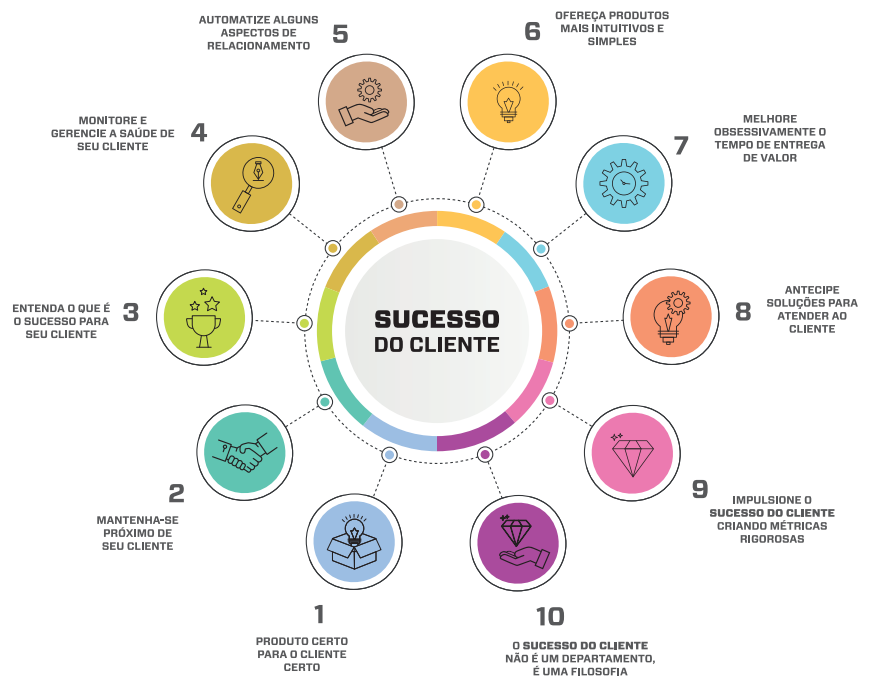 AUTOMATIZE ALGUNS
ASPECTOS DE
RELACIONAMENTO
5
6
OFEREÇA PRODUTOS
MAIS INTUITIVOS E
SIMPLES
MONITORE E
GERENCIE A SAÚDE DE
SEU CLIENTE
4
7
MELHORE
OBSESSIVAMENTE O
TEMPO DE ENTREGA
DE VALOR
ENTENDA O QUE É
O SUCESSO PARA
SEU CLIENTE
3
SUCESSO
DO CLIENTE
8
ANTECIPE
SOLUÇÕES PARA
ATENDER AO
CLIENTE
2
MANTENHA-SE
PRÓXIMO DE
SEU CLIENTE
9
IMPULSIONE O
SUCESSO DO CLIENTE
CRIANDO MÉTRICAS
RIGOROSAS
1
PRODUTO CERTO
PARA O CLIENTE
CERTO
10
O SUCESSO DO CLIENTE
NÃO É UM DEPARTAMENTO,
É UMA FILOSOFIA